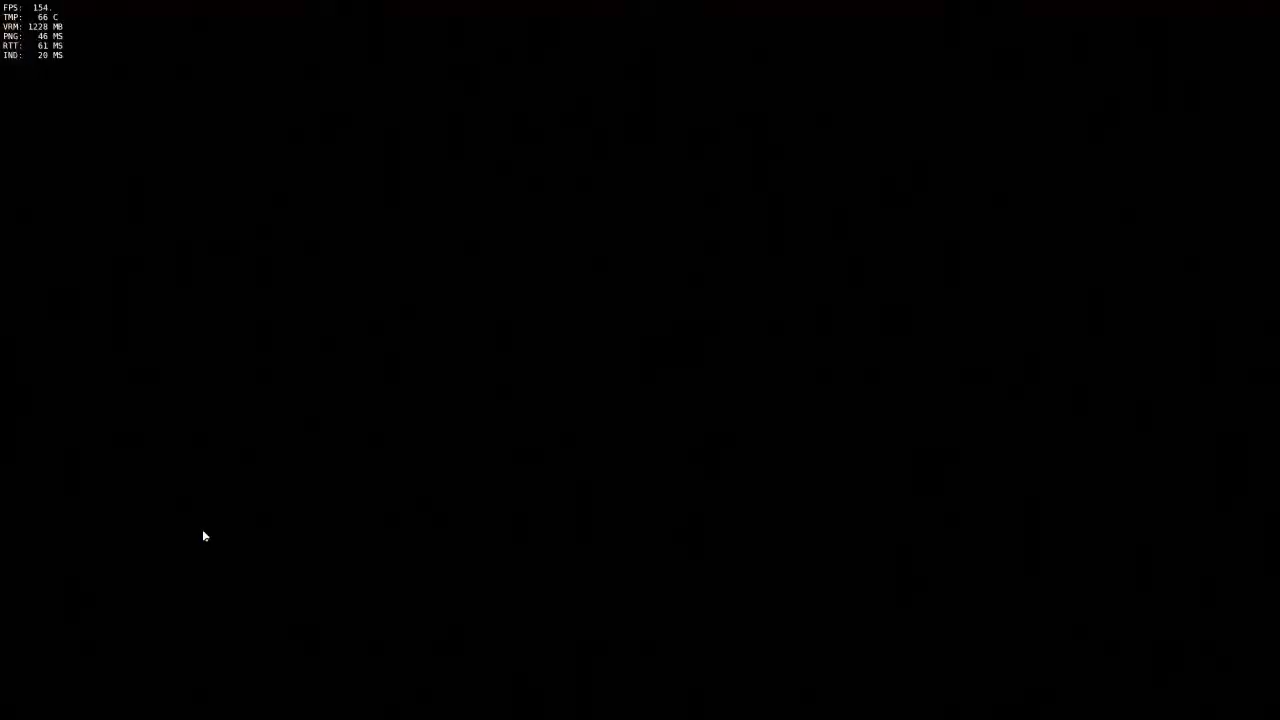 FPS: 154.
TMP: 66 C
VRM: 1228 MB
PNG: 46 MS
RTT: 61 MS
IND: 20 MS